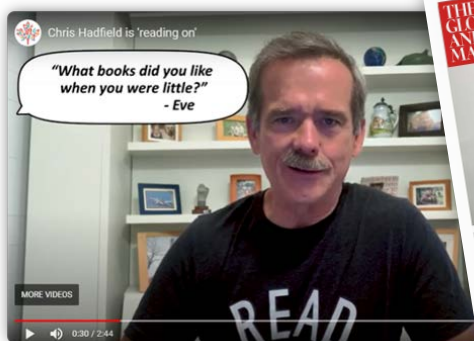 Chris Hadfield is 'reading on'
“What books did you like
when you were little?”
- Eve
MORE VIDEOS
0:30 / 2:44
READ
THE